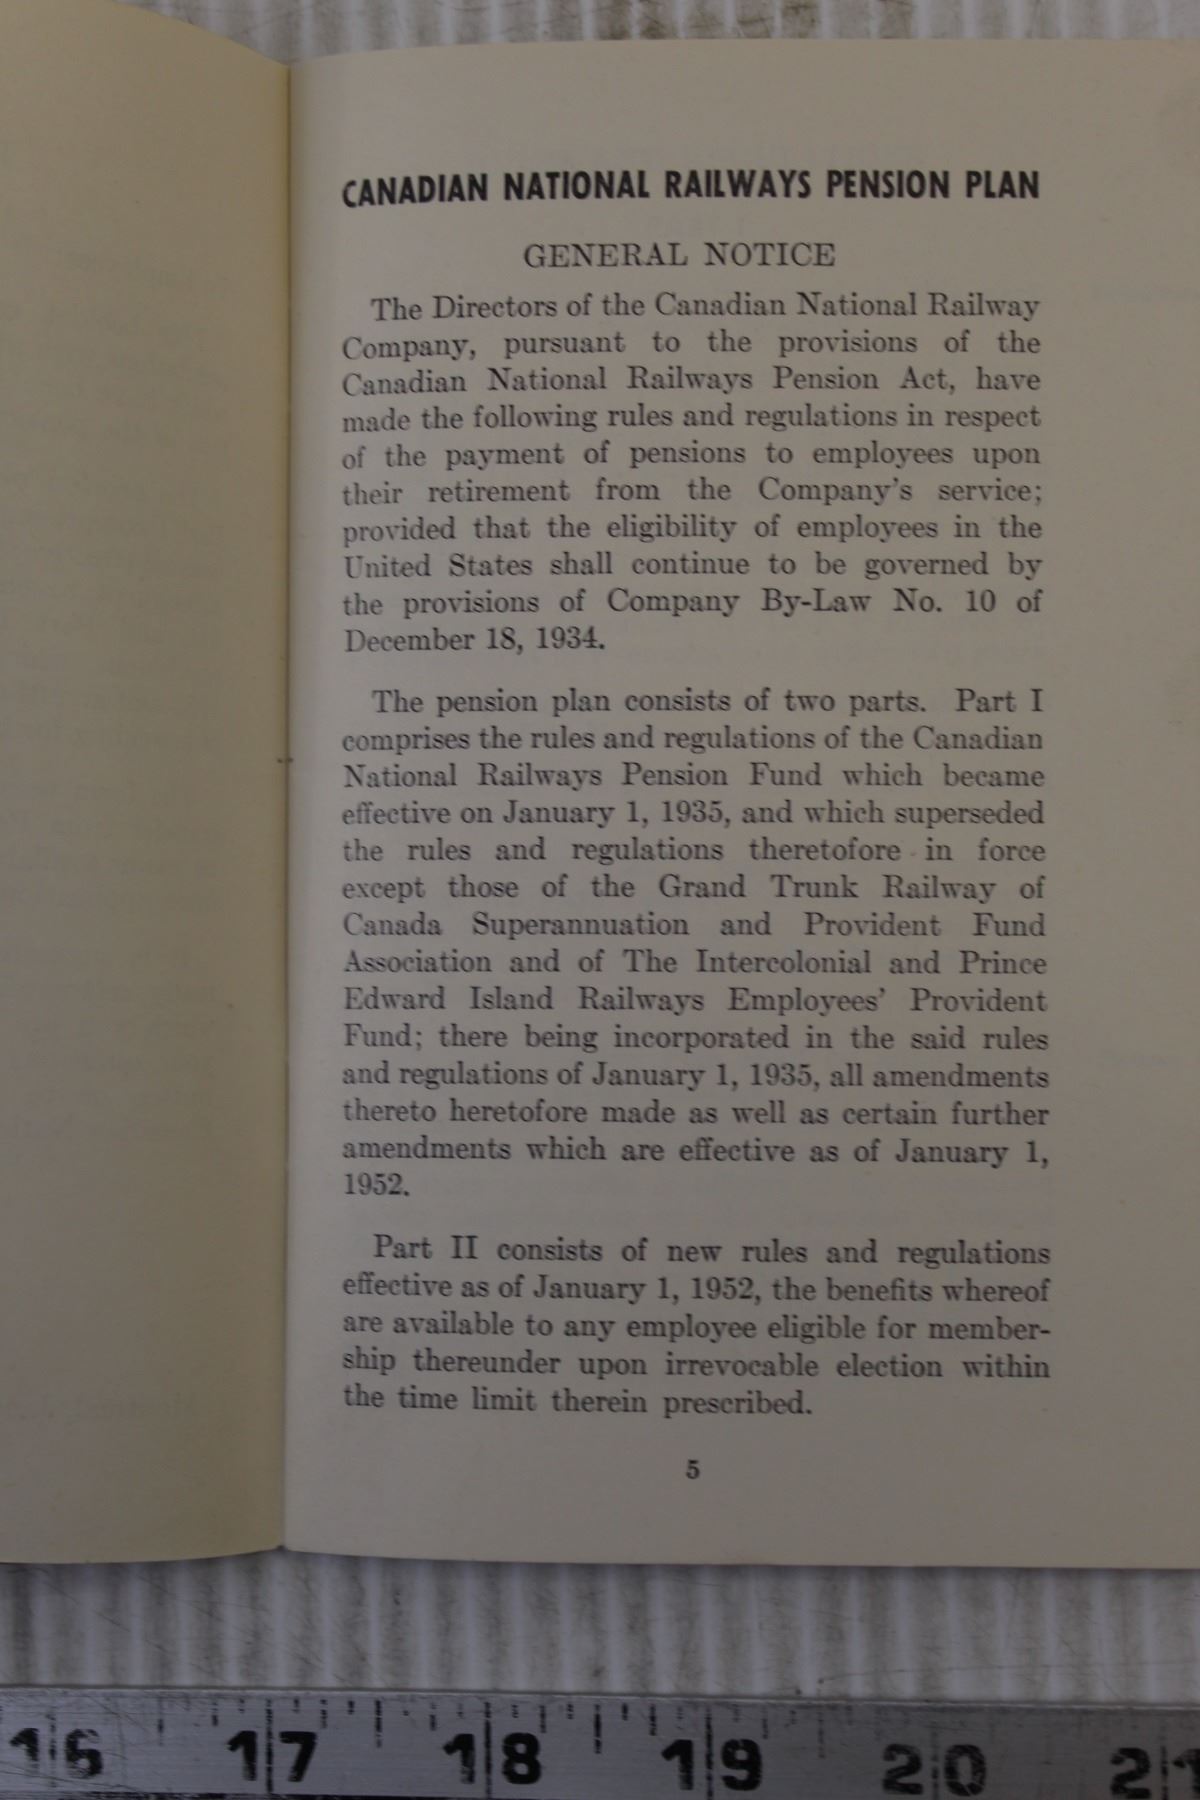 CANADIAN NATIONAL RAILWAYS PENSION PLAN
GENERAL NOTICE
The Directors of the Canadian National Railway
Company, pursuant to the provisions of the
Canadian National Railways Pension Act, have
made the following rules and regulations in respect
of the payment of pensions to employees upon
their retirement from the Company's service;
provided that the eligibility of employees in the
United States shall continue to be governed by
the provisions of Company By-Law No. 10 of
December 18, 1934.
The pension plan consists of two parts. Part I
comprises the rules and regulations of the Canadian
National Railways Pension Fund which became
effective on January 1, 1935, and which superseded
the rules and regulations theretofore in force
except those of the Grand Trunk Railway of
Canada Superannuation and Provident Fund
Association and of The Intercolonial and Prince
Edward Island Railways Employees' Provident
Fund; there being incorporated in the said rules
and regulations of January 1, 1935, all amendments
thereto heretofore made as well as certain further
amendments which are effective as of January 1,
1952.
Part II consists of new rules and regulations
effective as of January 1, 1952, the benefits whereof
are available to any employee eligible for member-
ship thereunder upon irrevocable election within
the time limit therein prescribed.
5
16 17 18 19 20 21